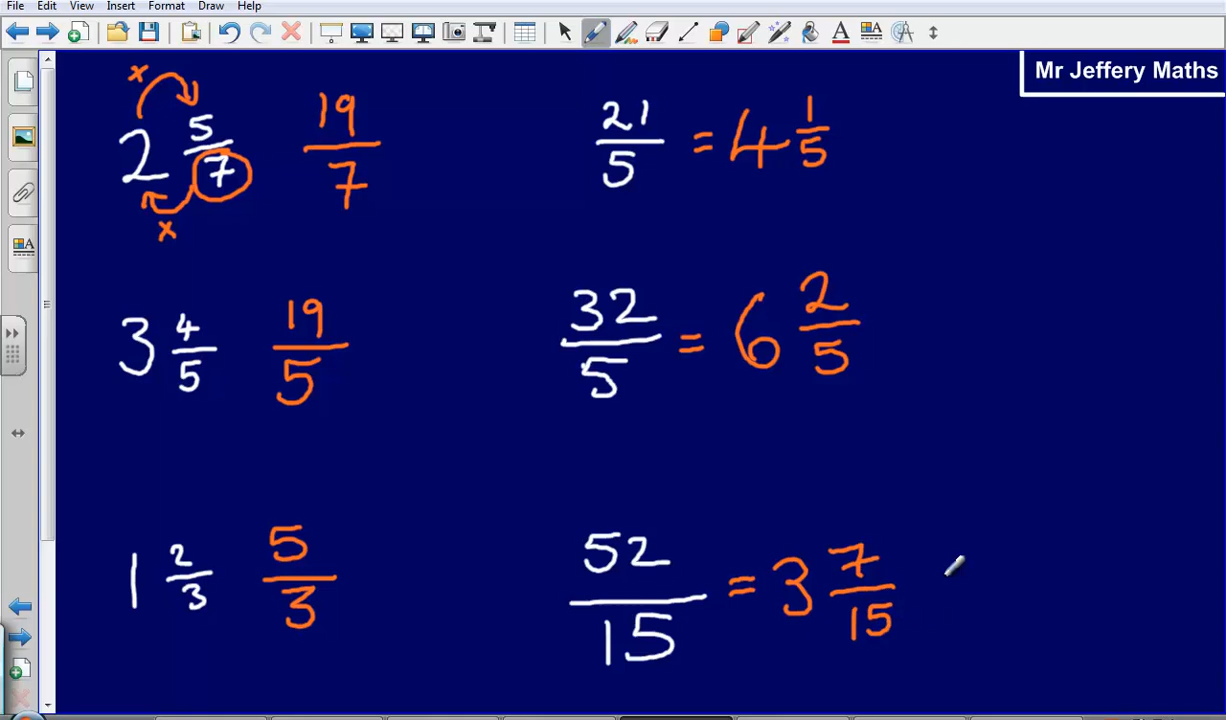 File Edit View Insert Format Draw Help
Mr Jeffery Maths
x
2 5/7 19/7
x
21/5 = 4 1/5
3 4/5 19/5
32/5 = 6 2/5
1 2/3 5/3
52/15 = 3 7/15